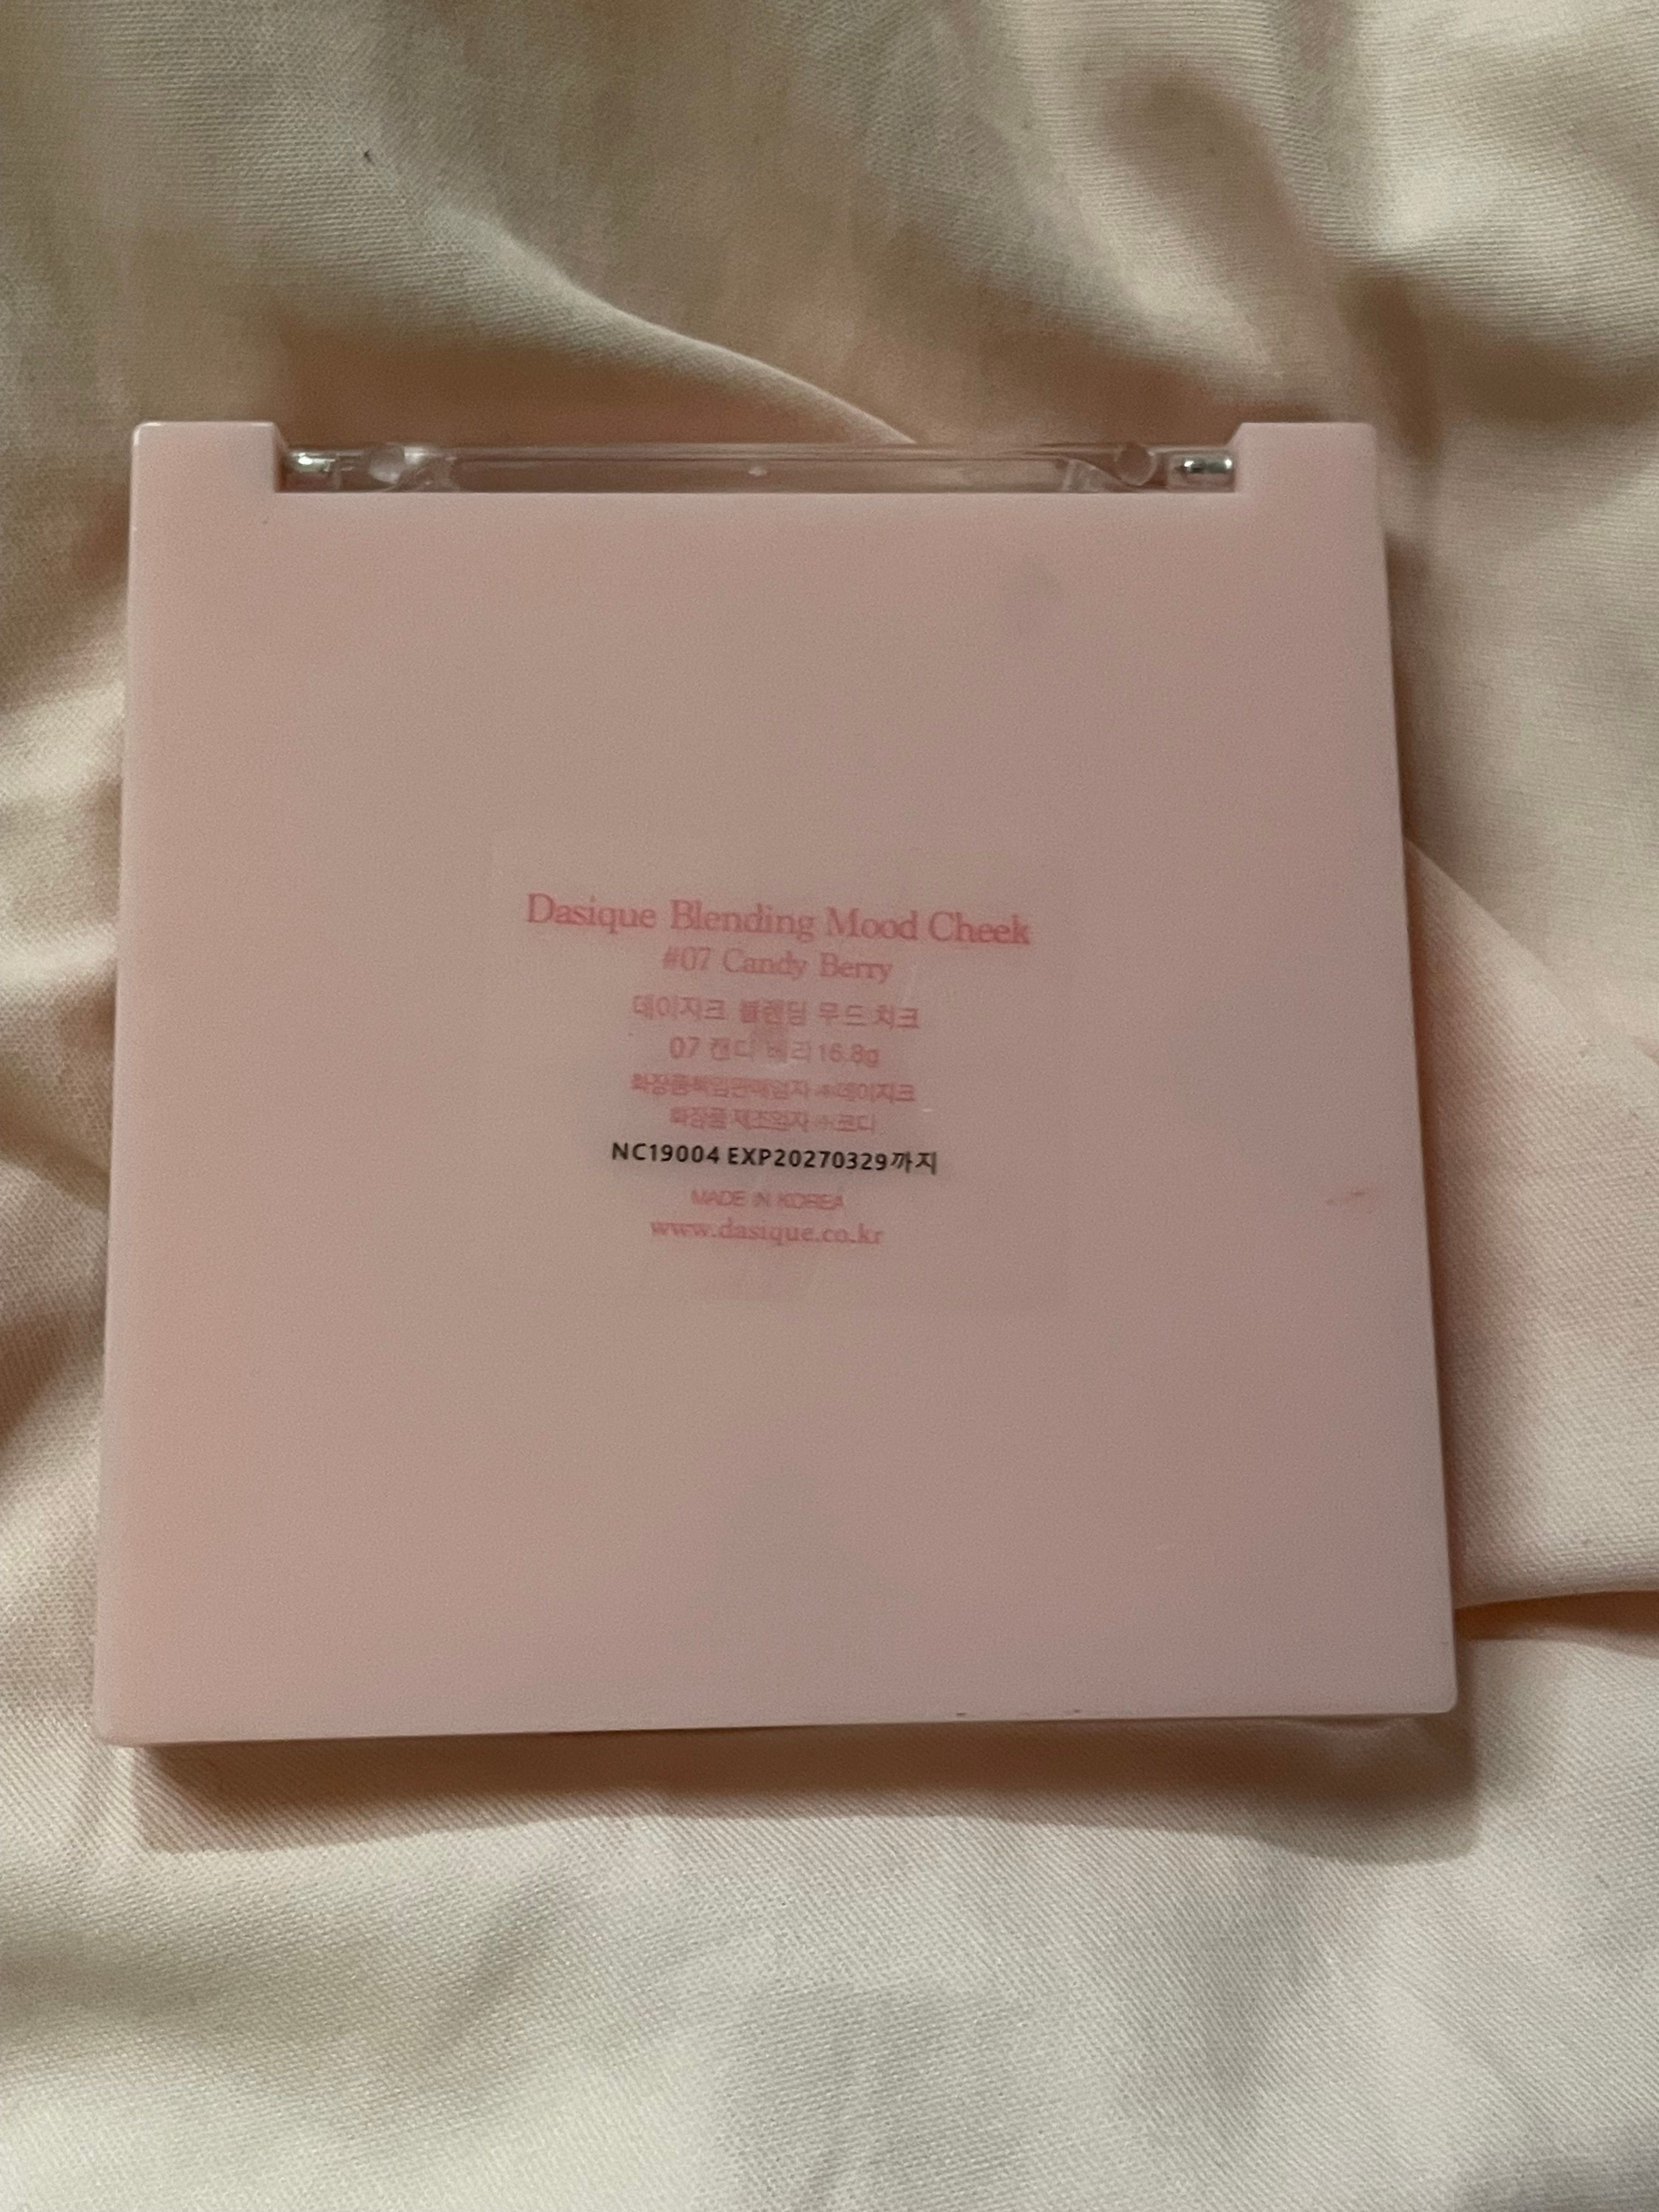 Dasique Blending Mood Cheek
#07 Candy Berry
데이지크 블렌딩 무드 치크
07 캔디 베리 16.8g
화장품책임판매업자 ㈜데이지크
화장품제조업자 ㈜코디
NC19004 EXP20270329까지
MADE IN KOREA
www.dasique.co.kr